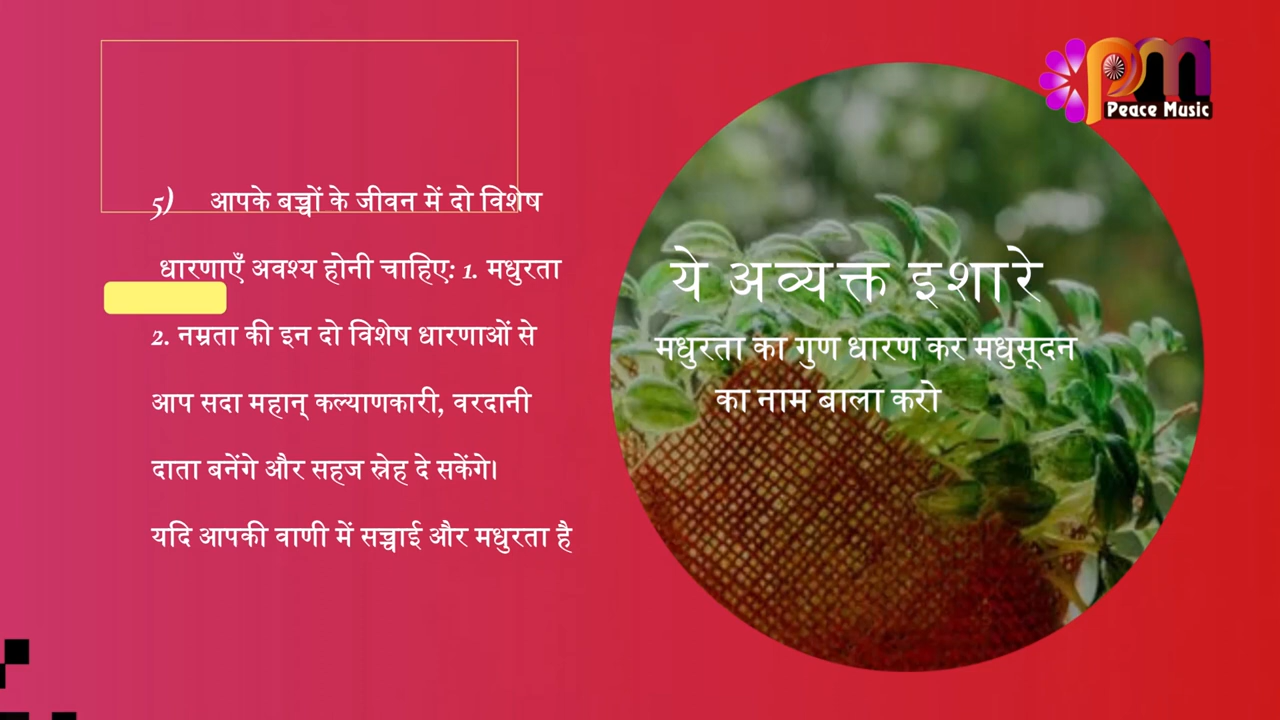 5) आपके बच्चों के जीवन में दो विशेष
धारणाएँ अवश्य होनी चाहिए: 1. मधुरता
2. नम्रता की इन दो विशेष धारणाओं से
आप सदा महान् कल्याणकारी, वरदानी
दाता बनेंगे और सहज स्नेह दे सकेंगे।
यदि आपकी वाणी में सच्चाई और मधुरता है
ये अव्यक्त इशारे
मधुरता का गुण धारण कर मधुसूदन
का नाम बाला करो
pm
Peace Music